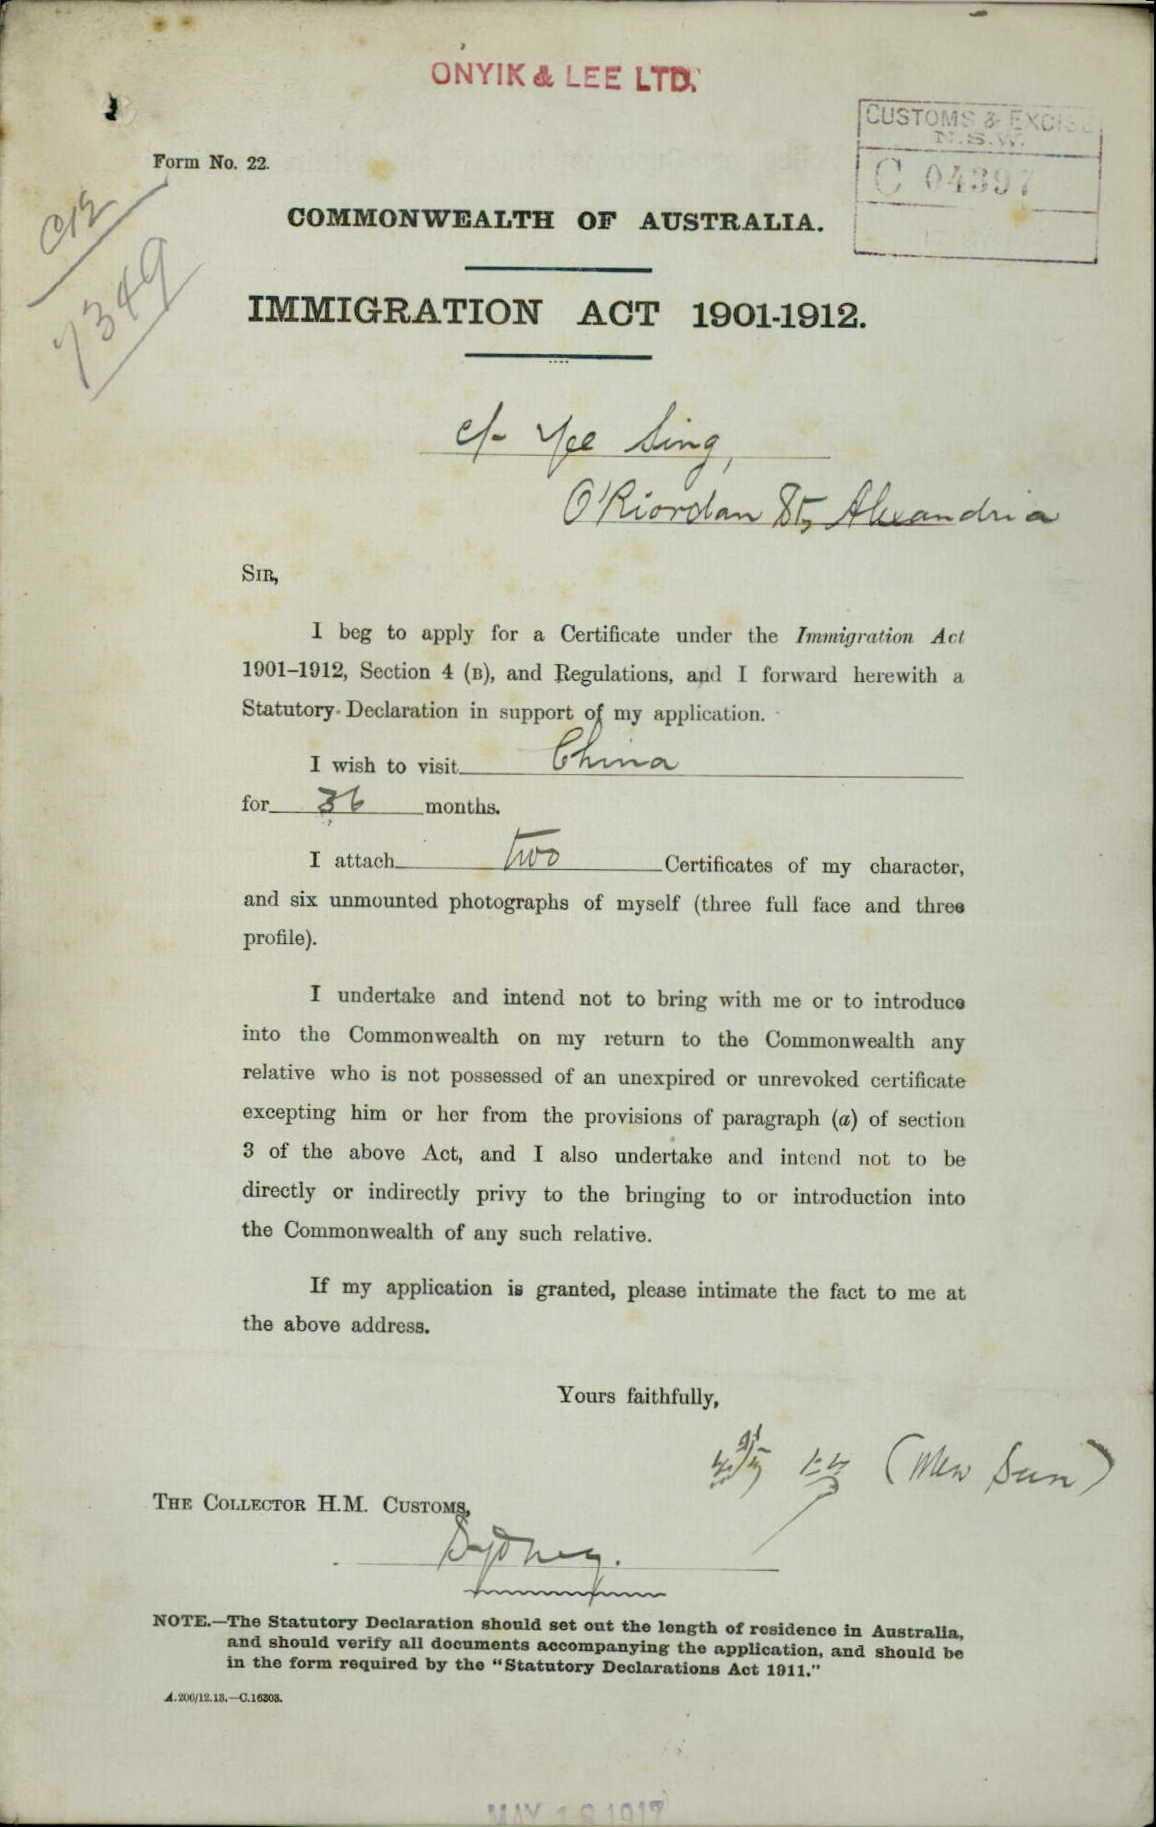 ONYIK & LEE LTD.
CUSTOMS & EXCISE
N.S.W.
C 04397
Form No. 22.
C12
7349
COMMONWEALTH OF AUSTRALIA.
IMMIGRATION ACT 1901-1912.
c/- Yee Sing,
O'Riordan St, Alexandria
SIR,
I beg to apply for a Certificate under the Immigration Act
1901-1912, Section 4 (B), and Regulations, and I forward herewith a
Statutory Declaration in support of my application.
I wish to visit China
for 36 months.
I attach two Certificates of my character,
and six unmounted photographs of myself (three full face and three
profile).
I undertake and intend not to bring with me or to introduce
into the Commonwealth on my return to the Commonwealth any
relative who is not possessed of an unexpired or unrevoked certificate
excepting him or her from the provisions of paragraph (a) of section
3 of the above Act, and I also undertake and intend not to be
directly or indirectly privy to the bringing to or introduction into
the Commonwealth of any such relative.
If my application is granted, please intimate the fact to me at
the above address.
Yours faithfully,
(Mew Sun)
THE COLLECTOR H.M. CUSTOMS,
Sydney.
NOTE.—The Statutory Declaration should set out the length of residence in Australia,
and should verify all documents accompanying the application, and should be
in the form required by the "Statutory Declarations Act 1911."
A.200/12.13.—C.16303.
MAY 18 1917